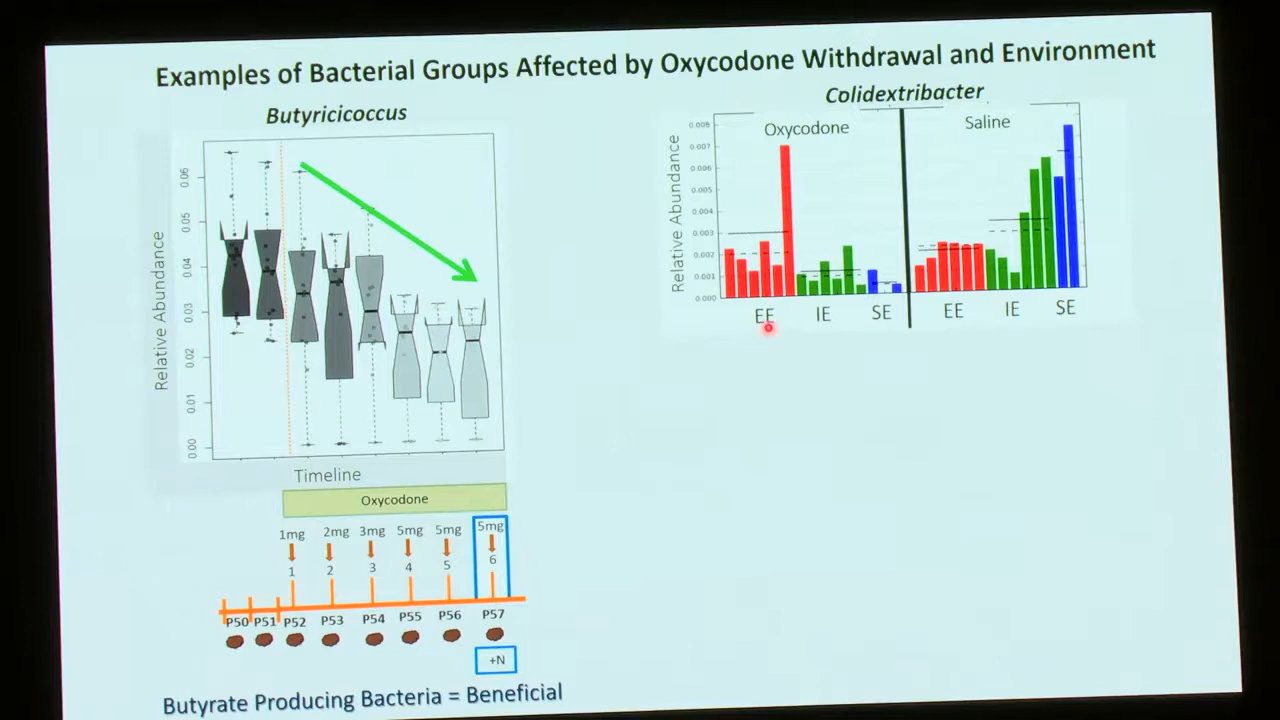 Examples of Bacterial Groups Affected by Oxycodone Withdrawal and Environment
Butyricicoccus
Relative Abundance
0.06
0.05
0.04
0.03
0.02
0.01
0.00
Timeline
Oxycodone
1mg 2mg 3mg 5mg 5mg 5mg
1 2 3 4 5 6
P50 P51 P52 P53 P54 P55 P56 P57
+N
Butyrate Producing Bacteria = Beneficial
Colidextribacter
Relative Abundance
0.008
0.007
0.006
0.005
0.004
0.003
0.002
0.001
0.000
Oxycodone Saline
EE IE SE EE IE SE